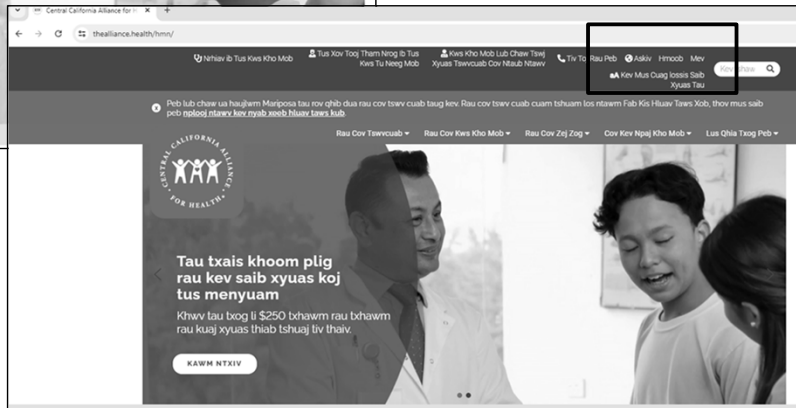 Central California Alliance for H
thealliance.health/hmn/
Nrhiav ib Tus Kws Kho Mob
Tus Xov Tooj Tham Nrog Ib Tus
Kws Tu Neeg Mob
Kws Kho Mob Lub Chaw Tswj
Xyuas Tswvcuab Cov Ntaub Ntawv
Tiv To Rau Peb
Askiv Hmoob Mev
Kev Mus Cuag lossis Saib
Xyuas Tau
Kev Nshaw
Peb lub chaw ua haujlwm Mariposa tau rov qhib dua rau cov tswv cuab taug kev. Rau cov tswv cuab cuam tshuam los ntawm Fab Kis Hluav Taws Xob, thov mus saib
peb nplooj ntawv kev nyab xeeb hluav taws kub.
Rau Cov Tswvcuab
Rau Cov Kws Kho Mob
Rau Cov Zej Zog
Cov Kev Npaj Kho Mob
Lus Qhia Txog Peb
CENTRAL CALIFORNIA ALLIANCE
FOR HEALTH
Tau txais khoom plig
rau kev saib xyuas koj
tus menyuam
Khwv tau txog li $250 txhawm rau txhawm
rau kuaj xyuas thiab tshuaj tiv thaiv.
KAWM NTXIV